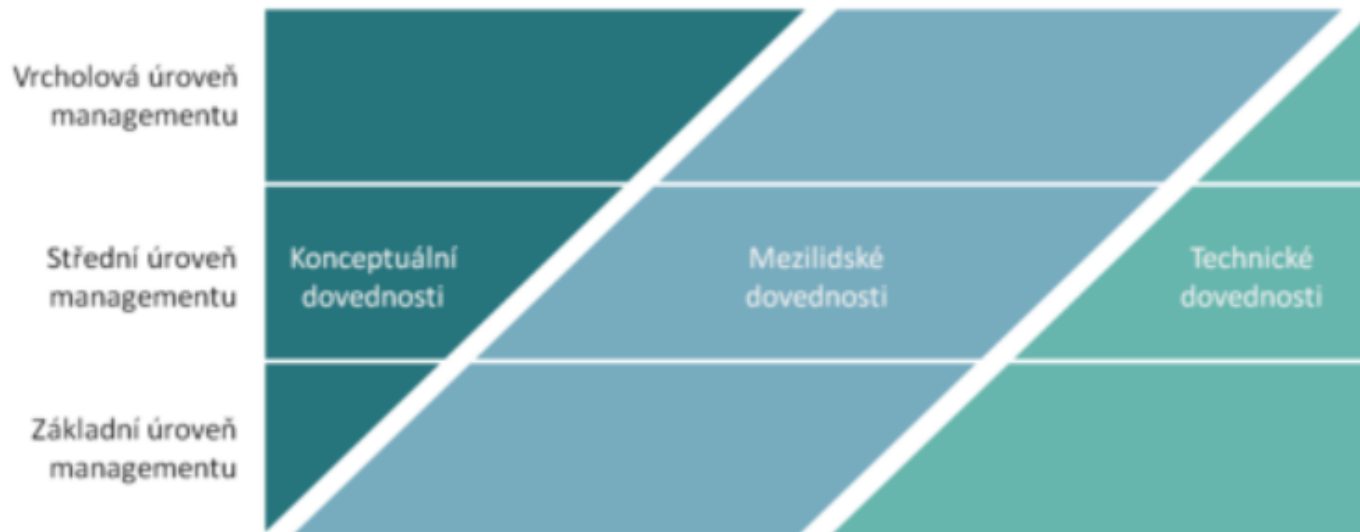 Vrcholová úroveň
managementu
Střední úroveň
managementu
Konceptuální
dovednosti
Mezilidské
dovednosti
Technické
dovednosti
Základní úroveň
managementu